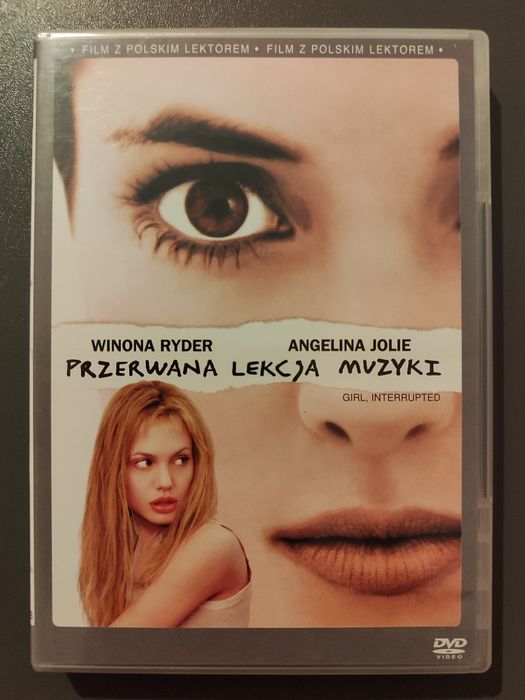 • FILM Z POLSKIM LEKTOREM • FILM Z POLSKIM LEKTOREM •
WINONA RYDER ANGELINA JOLIE
PRZERWANA LEKCJA MUZYKI
GIRL, INTERRUPTED
DVD
VIDEO